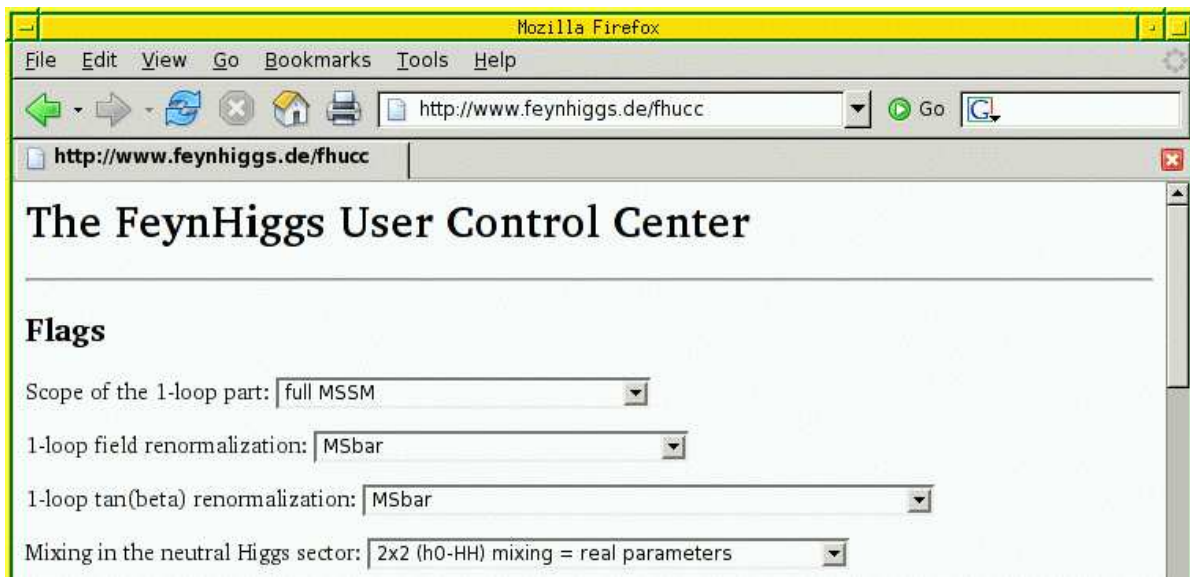 Mozilla Firefox
File Edit View Go Bookmarks Tools Help
http://www.feynhiggs.de/fhucc Go G
http://www.feynhiggs.de/fhucc
The FeynHiggs User Control Center
Flags
Scope of the 1-loop part: full MSSM
1-loop field renormalization: MSbar
1-loop tan(beta) renormalization: MSbar
Mixing in the neutral Higgs sector: 2x2 (h0-HH) mixing = real parameters